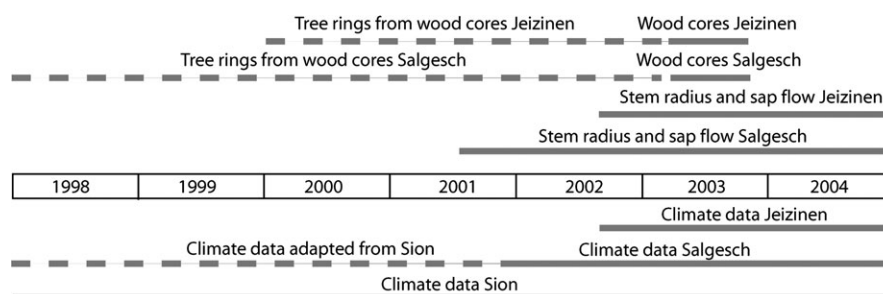 Tree rings from wood cores Jeizinen Wood cores Jeizinen
Tree rings from wood cores Salgesch Wood cores Salgesch
Stem radius and sap flow Jeizinen
Stem radius and sap flow Salgesch
1998 1999 2000 2001 2002 2003 2004
Climate data Jeizinen
Climate data adapted from Sion Climate data Salgesch
Climate data Sion